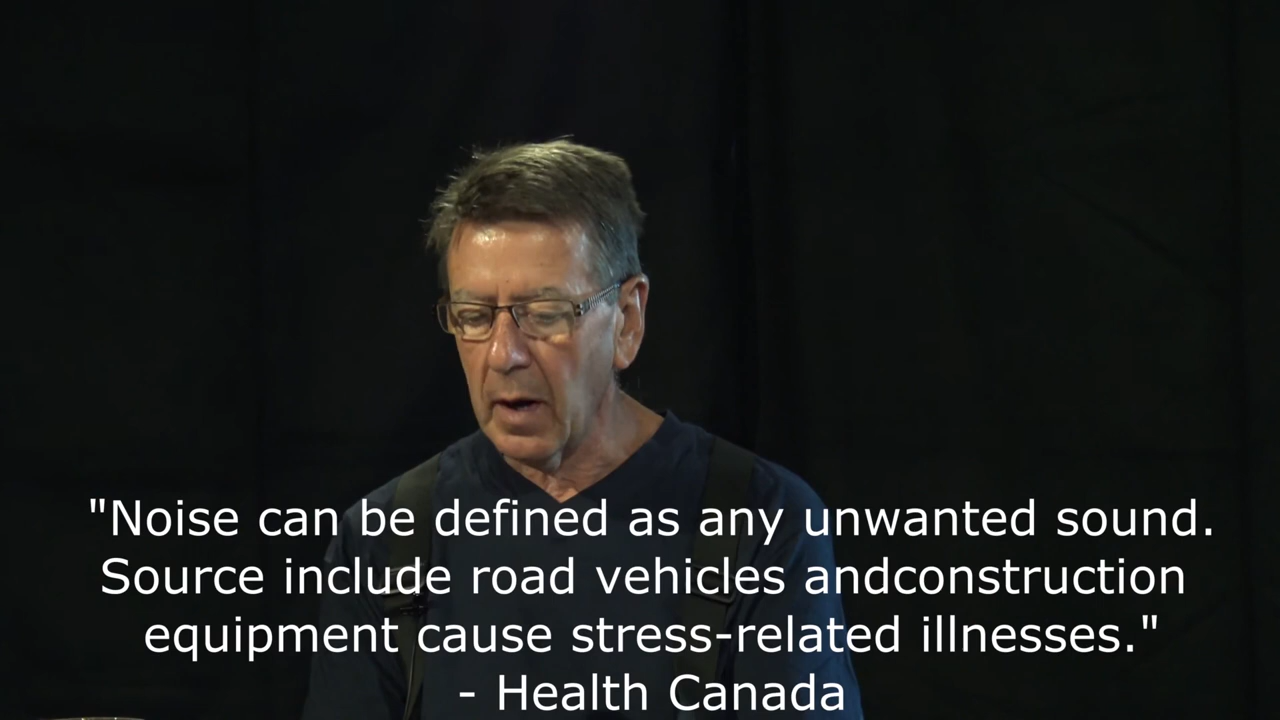 "Noise can be defined as any unwanted sound.
Source include road vehicles andconstruction
equipment cause stress-related illnesses."
- Health Canada